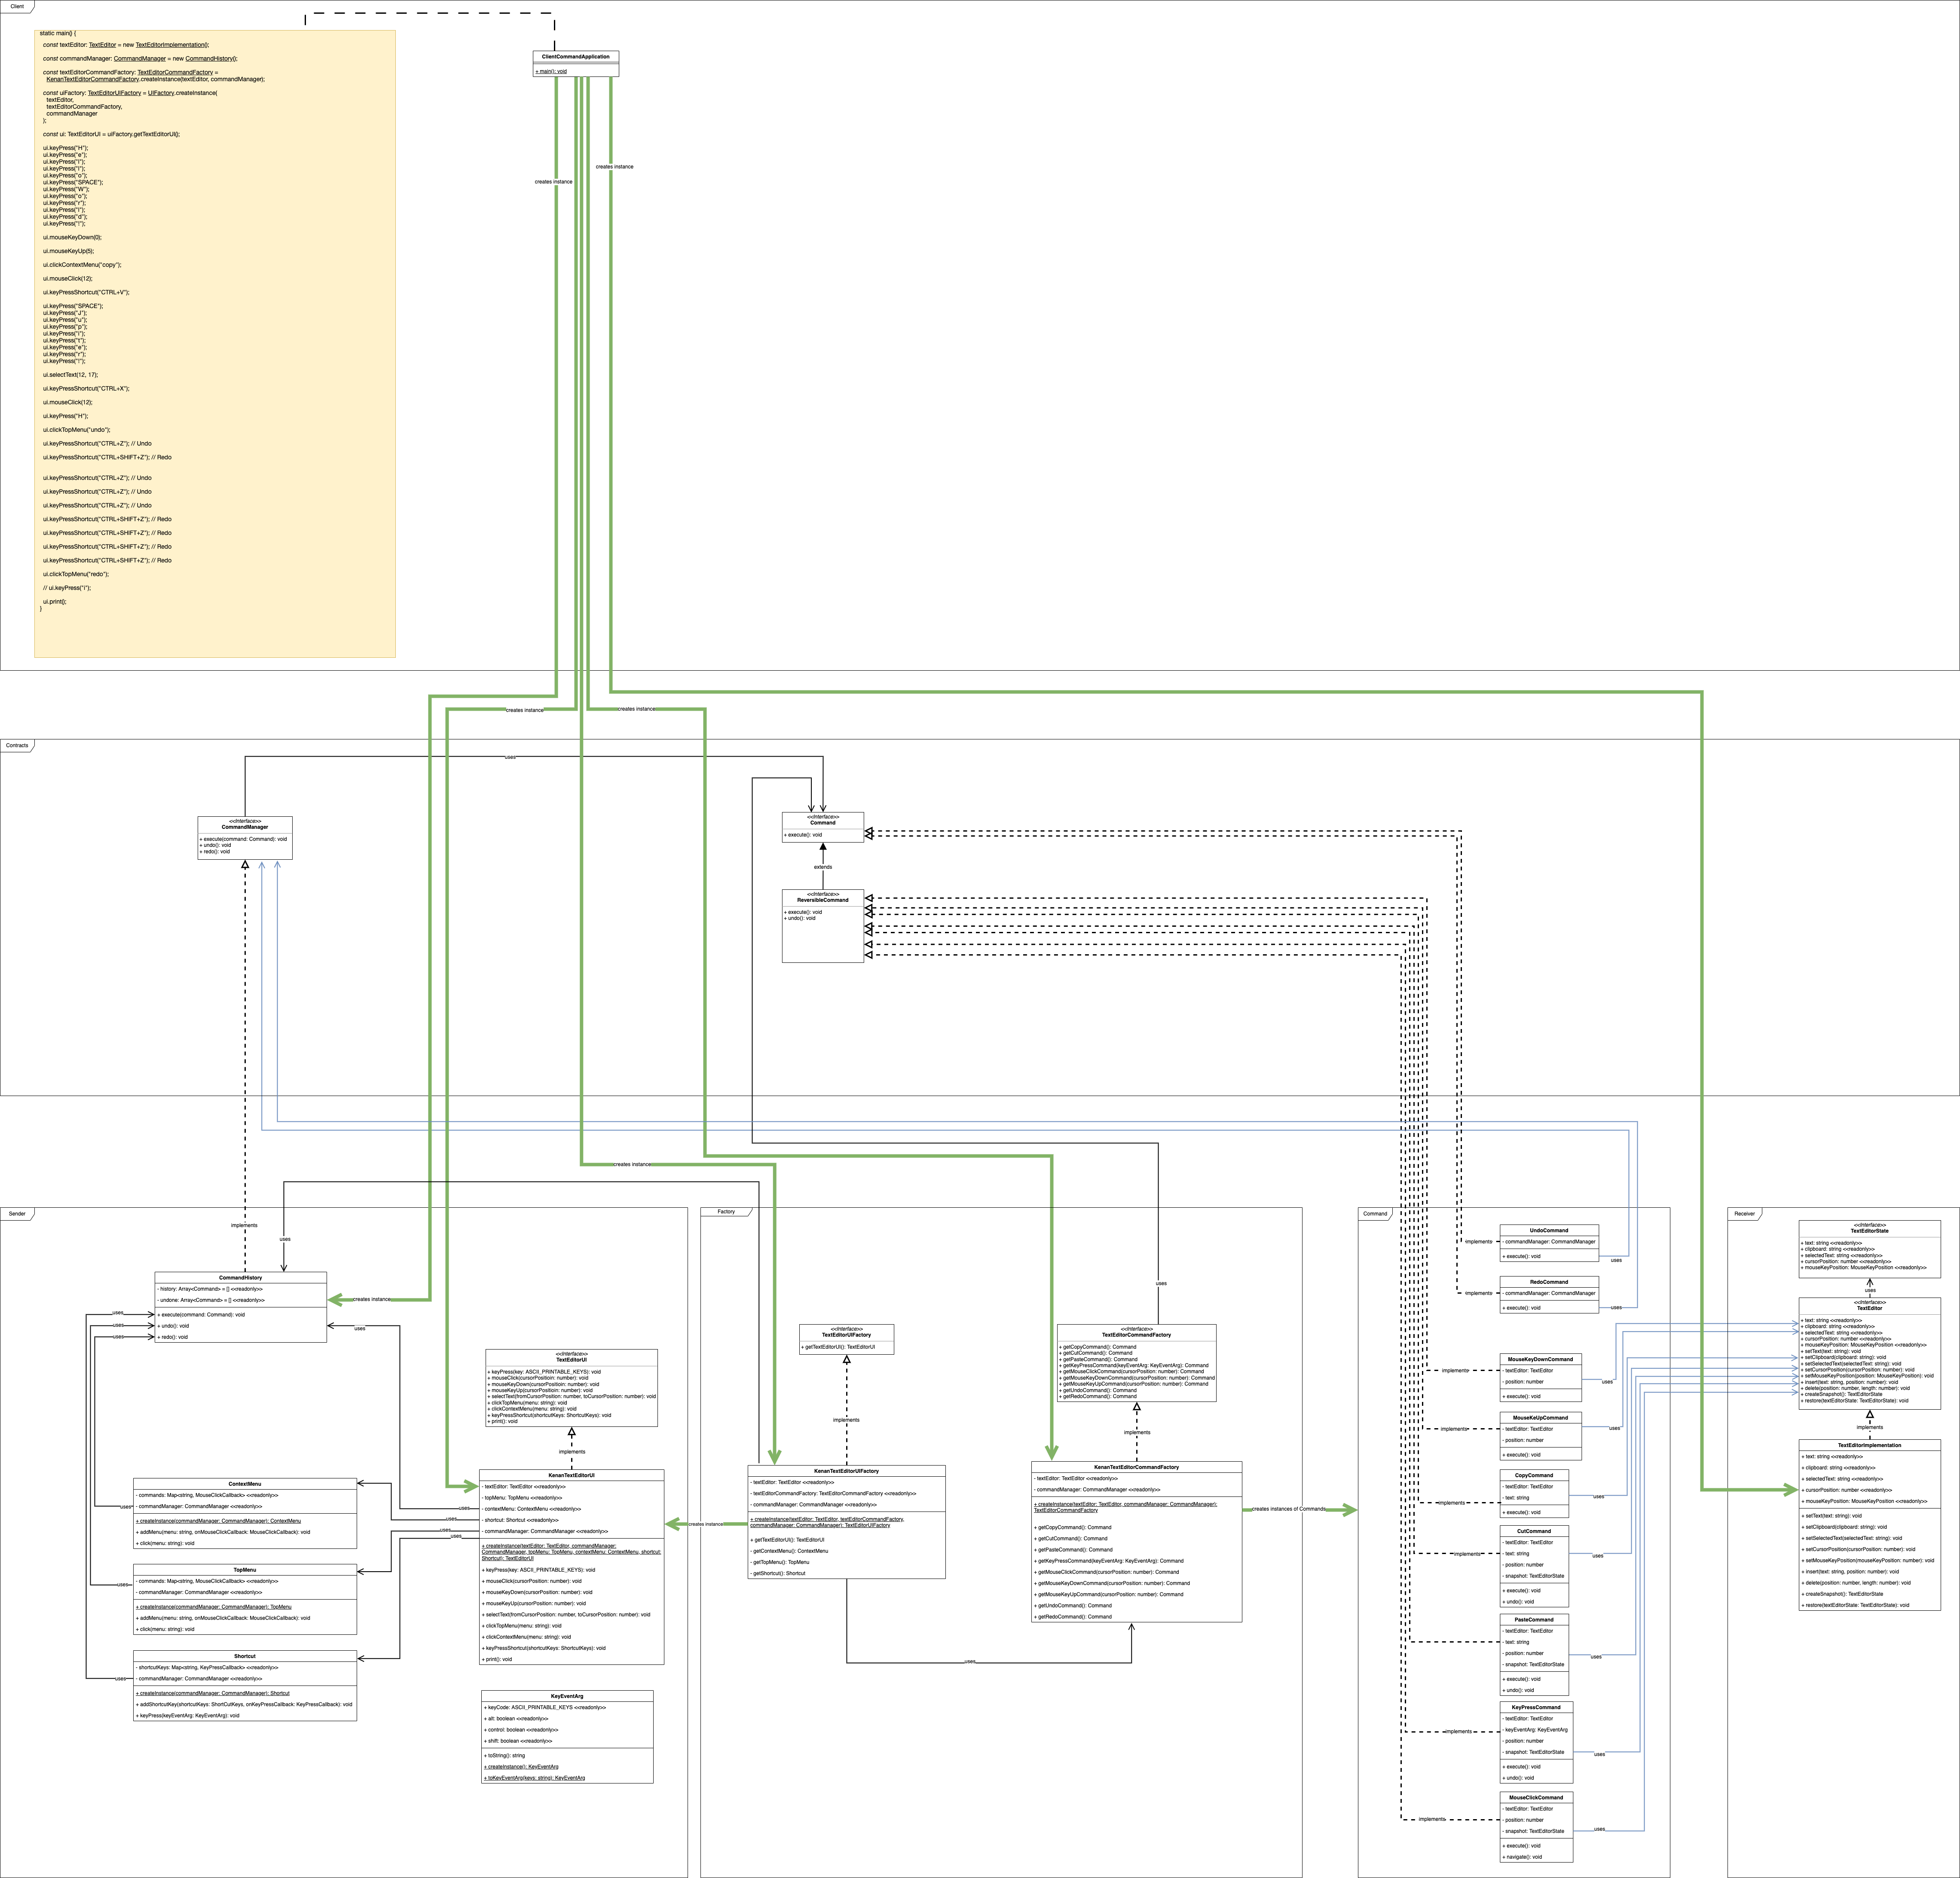 Client
static main() {
const textEditor: TextEditor = new TextEditorImplementation();
const commandManager: CommandManager = new CommandHistory();
const textEditorCommandFactory: TextEditorCommandFactory =
KenanTextEditorCommandFactory.createInstance(textEditor, commandManager);
const uiFactory: TextEditorUIFactory = UIFactory.createInstance(
textEditor,
textEditorCommandFactory,
commandManager
);
const ui: TextEditorUI = uiFactory.getTextEditorUI();
ui.keyPress("H");
ui.keyPress("e");
ui.keyPress("l");
ui.keyPress("l");
ui.keyPress("o");
ui.keyPress("SPACE");
ui.keyPress("W");
ui.keyPress("o");
ui.keyPress("r");
ui.keyPress("l");
ui.keyPress("d");
ui.keyPress("!");
ui.mouseKeyDown(0);
ui.mouseKeyUp(5);
ui.clickContextMenu("copy");
ui.mouseClick(12);
ui.keyPressShortcut("CTRL+V");
ui.keyPress("SPACE");
ui.keyPress("J");
ui.keyPress("u");
ui.keyPress("p");
ui.keyPress("i");
ui.keyPress("t");
ui.keyPress("e");
ui.keyPress("r");
ui.keyPress("!");
ui.selectText(12, 17);
ui.keyPressShortcut("CTRL+X");
ui.mouseClick(12);
ui.keyPress("H");
ui.clickTopMenu("undo");
ui.keyPressShortcut("CTRL+Z"); // Undo
ui.keyPressShortcut("CTRL+SHIFT+Z"); // Redo
ui.keyPressShortcut("CTRL+Z"); // Undo
ui.keyPressShortcut("CTRL+Z"); // Undo
ui.keyPressShortcut("CTRL+Z"); // Undo
ui.keyPressShortcut("CTRL+SHIFT+Z"); // Redo
ui.keyPressShortcut("CTRL+SHIFT+Z"); // Redo
ui.keyPressShortcut("CTRL+SHIFT+Z"); // Redo
ui.keyPressShortcut("CTRL+SHIFT+Z"); // Redo
ui.clickTopMenu("redo");
// ui.keyPress("i");
ui.print();
}
ClientCommandApplication
+ main(): void
creates instance
creates instance
creates instance
creates instance
Contracts
uses
<<Interface>>
CommandManager
+ execute(command: Command): void
+ undo(): void
+ redo(): void
<<Interface>>
Command
+ execute(): void
extends
<<Interface>>
ReversibleCommand
+ execute(): void
+ undo(): void
creates instance
Sender
implements
uses
CommandHistory
- history: Array<Command> = [] <<readonly>>
- undone: Array<Command> = [] <<readonly>>
+ execute(command: Command): void
+ undo(): void
+ redo(): void
creates instance
uses
uses
uses
uses
<<Interface>>
TextEditorUI
+ keyPress(key: ASCII_PRINTABLE_KEYS): void
+ mouseClick(cursorPositioin: number): void
+ mouseKeyDown(cursorPositioin: number): void
+ mouseKeyUp(cursorPosition: number): void
+ selectText(fromCursorPosition: number, toCursorPosition: number): void
+ clickTopMenu(menu: string): void
+ clickContextMenu(menu: string): void
+ keyPressShortcut(shortcutKeys: ShortcutKeys): void
+ print(): void
implements
KenanTextEditorUI
- textEditor: TextEditor <<readonly>>
- topMenu: TopMenu <<readonly>>
- contextMenu: ContextMenu <<readonly>>
- shortcut: Shortcut <<readonly>>
- commandManager: CommandManager <<readonly>>
+ createInstance(textEditor: TextEditor, commandManager:
CommandManager, topMenu: TopMenu, contextMenu: ContextMenu, shortcut:
Shortcut): TextEditorUI
+ keyPress(key: ASCII_PRINTABLE_KEYS): void
+ mouseClick(cursorPosition: number): void
+ mouseKeyDown(cursorPosition: number): void
+ mouseKeyUp(cursorPosition: number): void
+ selectText(fromCursorPosition: number, toCursorPosition: number): void
+ clickTopMenu(menu: string): void
+ clickContextMenu(menu: string): void
+ keyPressShortcut(shortcutKeys: ShortcutKeys): void
+ print(): void
uses
uses
uses
uses
ContextMenu
- commands: Map<string, MouseClickCallback> <<readonly>>
- commandManager: CommandManager <<readonly>>
+ createInstance(commandManager: CommandManager): ContextMenu
+ addMenu(menu: string, onMouseClickCallback: MouseClickCallback): void
+ click(menu: string): void
uses
TopMenu
- commands: Map<string, MouseClickCallback> <<readonly>>
- commandManager: CommandManager <<readonly>>
+ createInstance(commandManager: CommandManager): TopMenu
+ addMenu(menu: string, onMouseClickCallback: MouseClickCallback): void
+ click(menu: string): void
uses
Shortcut
- shortcutKeys: Map<string, KeyPressCallback> <<readonly>>
- commandManager: CommandManager <<readonly>>
+ createInstance(commandManager: CommandManager): Shortcut
+ addShortcutKey(shortcutKeys: ShortCutKeys, onKeyPressCallback: KeyPressCallback): void
+ keyPress(keyEventArg: KeyEventArg): void
uses
KeyEventArg
+ keyCode: ASCII_PRINTABLE_KEYS <<readonly>>
+ alt: boolean <<readonly>>
+ control: boolean <<readonly>>
+ shift: boolean <<readonly>>
+ toString(): string
+ createInstance(): KeyEventArg
+ toKeyEventArg(keys: string): KeyEventArg
Factory
uses
<<Interface>>
TextEditorUIFactory
+ getTextEditorUI(): TextEditorUI
implements
<<Interface>>
TextEditorCommandFactory
+ getCopyCommand(): Command
+ getCutCommand(): Command
+ getPasteCommand(): Command
+ getKeyPressCommand(keyEventArg: KeyEventArg): Command
+ getMouseClickCommand(cursorPosition: number): Command
+ getMouseKeyDownCommand(cursorPosition: number): Command
+ getMouseKeyUpCommand(cursorPosition: number): Command
+ getUndoCommand(): Command
+ getRedoCommand(): Command
implements
KenanTextEditorUIFactory
- textEditor: TextEditor <<readonly>>
- textEditorCommandFactory: TextEditorCommandFactory <<readonly>>
- commandManager: CommandManager <<readonly>>
+ createInstance(textEditor: TextEditor, textEditorCommandFactory,
commandManager: CommandManager): TextEditorUIFactory
+ getTextEditorUI(): TextEditorUI
- getContextMenu(): ContextMenu
- getTopMenu(): TopMenu
- getShortcut(): Shortcut
creates instance
uses
KenanTextEditorCommandFactory
- textEditor: TextEditor <<readonly>>
- commandManager: CommandManager <<readonly>>
+ createInstance(textEditor: TextEditor, commandManager: CommandManager):
TextEditorCommandFactory
+ getCopyCommand(): Command
+ getCutCommand(): Command
+ getPasteCommand(): Command
+ getKeyPressCommand(keyEventArg: KeyEventArg): Command
+ getMouseClickCommand(cursorPosition: number): Command
+ getMouseKeyDownCommand(cursorPosition: number): Command
+ getMouseKeyUpCommand(cursorPosition: number): Command
+ getUndoCommand(): Command
+ getRedoCommand(): Command
creates instances of Commands
Command
UndoCommand
- commandManager: CommandManager
+ execute(): void
implements
uses
RedoCommand
- commandManager: CommandManager
+ execute(): void
implements
uses
MouseKeyDownCommand
- textEditor: TextEditor
- position: number
+ execute(): void
implements
uses
MouseKeUpCommand
- textEditor: TextEditor
- position: number
+ execute(): void
implements
uses
CopyCommand
- textEditor: TextEditor
- text: string
+ execute(): void
implements
uses
CutCommand
- textEditor: TextEditor
- text: string
- position: number
- snapshot: TextEditorState
+ execute(): void
+ undo(): void
implements
uses
PasteCommand
- textEditor: TextEditor
- text: string
- position: number
- snapshot: TextEditorState
+ execute(): void
+ undo(): void
implements
uses
KeyPressCommand
- textEditor: TextEditor
- keyEventArg: KeyEventArg
- position: number
- snapshot: TextEditorState
+ execute(): void
+ undo(): void
implements
uses
MouseClickCommand
- textEditor: TextEditor
- position: number
- snapshot: TextEditorState
+ execute(): void
+ navigate(): void
implements
uses
Receiver
<<Interface>>
TextEditorState
+ text: string <<readonly>>
+ clipboard: string <<readonly>>
+ selectedText: string <<readonly>>
+ cursorPosition: number <<readonly>>
+ mouseKeyPosition: MouseKeyPosition <<readonly>>
uses
<<Interface>>
TextEditor
+ text: string <<readonly>>
+ clipboard: string <<readonly>>
+ selectedText: string <<readonly>>
+ cursorPosition: number <<readonly>>
+ mouseKeyPosition: MouseKeyPosition <<readonly>>
+ setText(text: string): void
+ setClipboard(clipboard: string): void
+ setSelectedText(selectedText: string): void
+ setCursorPosition(cursorPosition: number): void
+ setMouseKeyPosition(position: MouseKeyPosition): void
+ insert(text: string, position: number): void
+ delete(position: number, length: number): void
+ createSnapshot(): TextEditorState
+ restore(textEditorState: TextEditorState): void
implements
TextEditorImplementation
+ text: string <<readonly>>
+ clipboard: string <<readonly>>
+ selectedText: string <<readonly>>
+ cursorPosition: number <<readonly>>
+ mouseKeyPosition: MouseKeyPosition <<readonly>>
+ setText(text: string): void
+ setClipboard(clipboard: string): void
+ setSelectedText(selectedText: string): void
+ setCursorPosition(cursorPosition: number): void
+ setMouseKeyPosition(mouseKeyPosition: number): void
+ insert(text: string, position: number): void
+ delete(position: number, length: number): void
+ createSnapshot(): TextEditorState
+ restore(textEditorState: TextEditorState): void